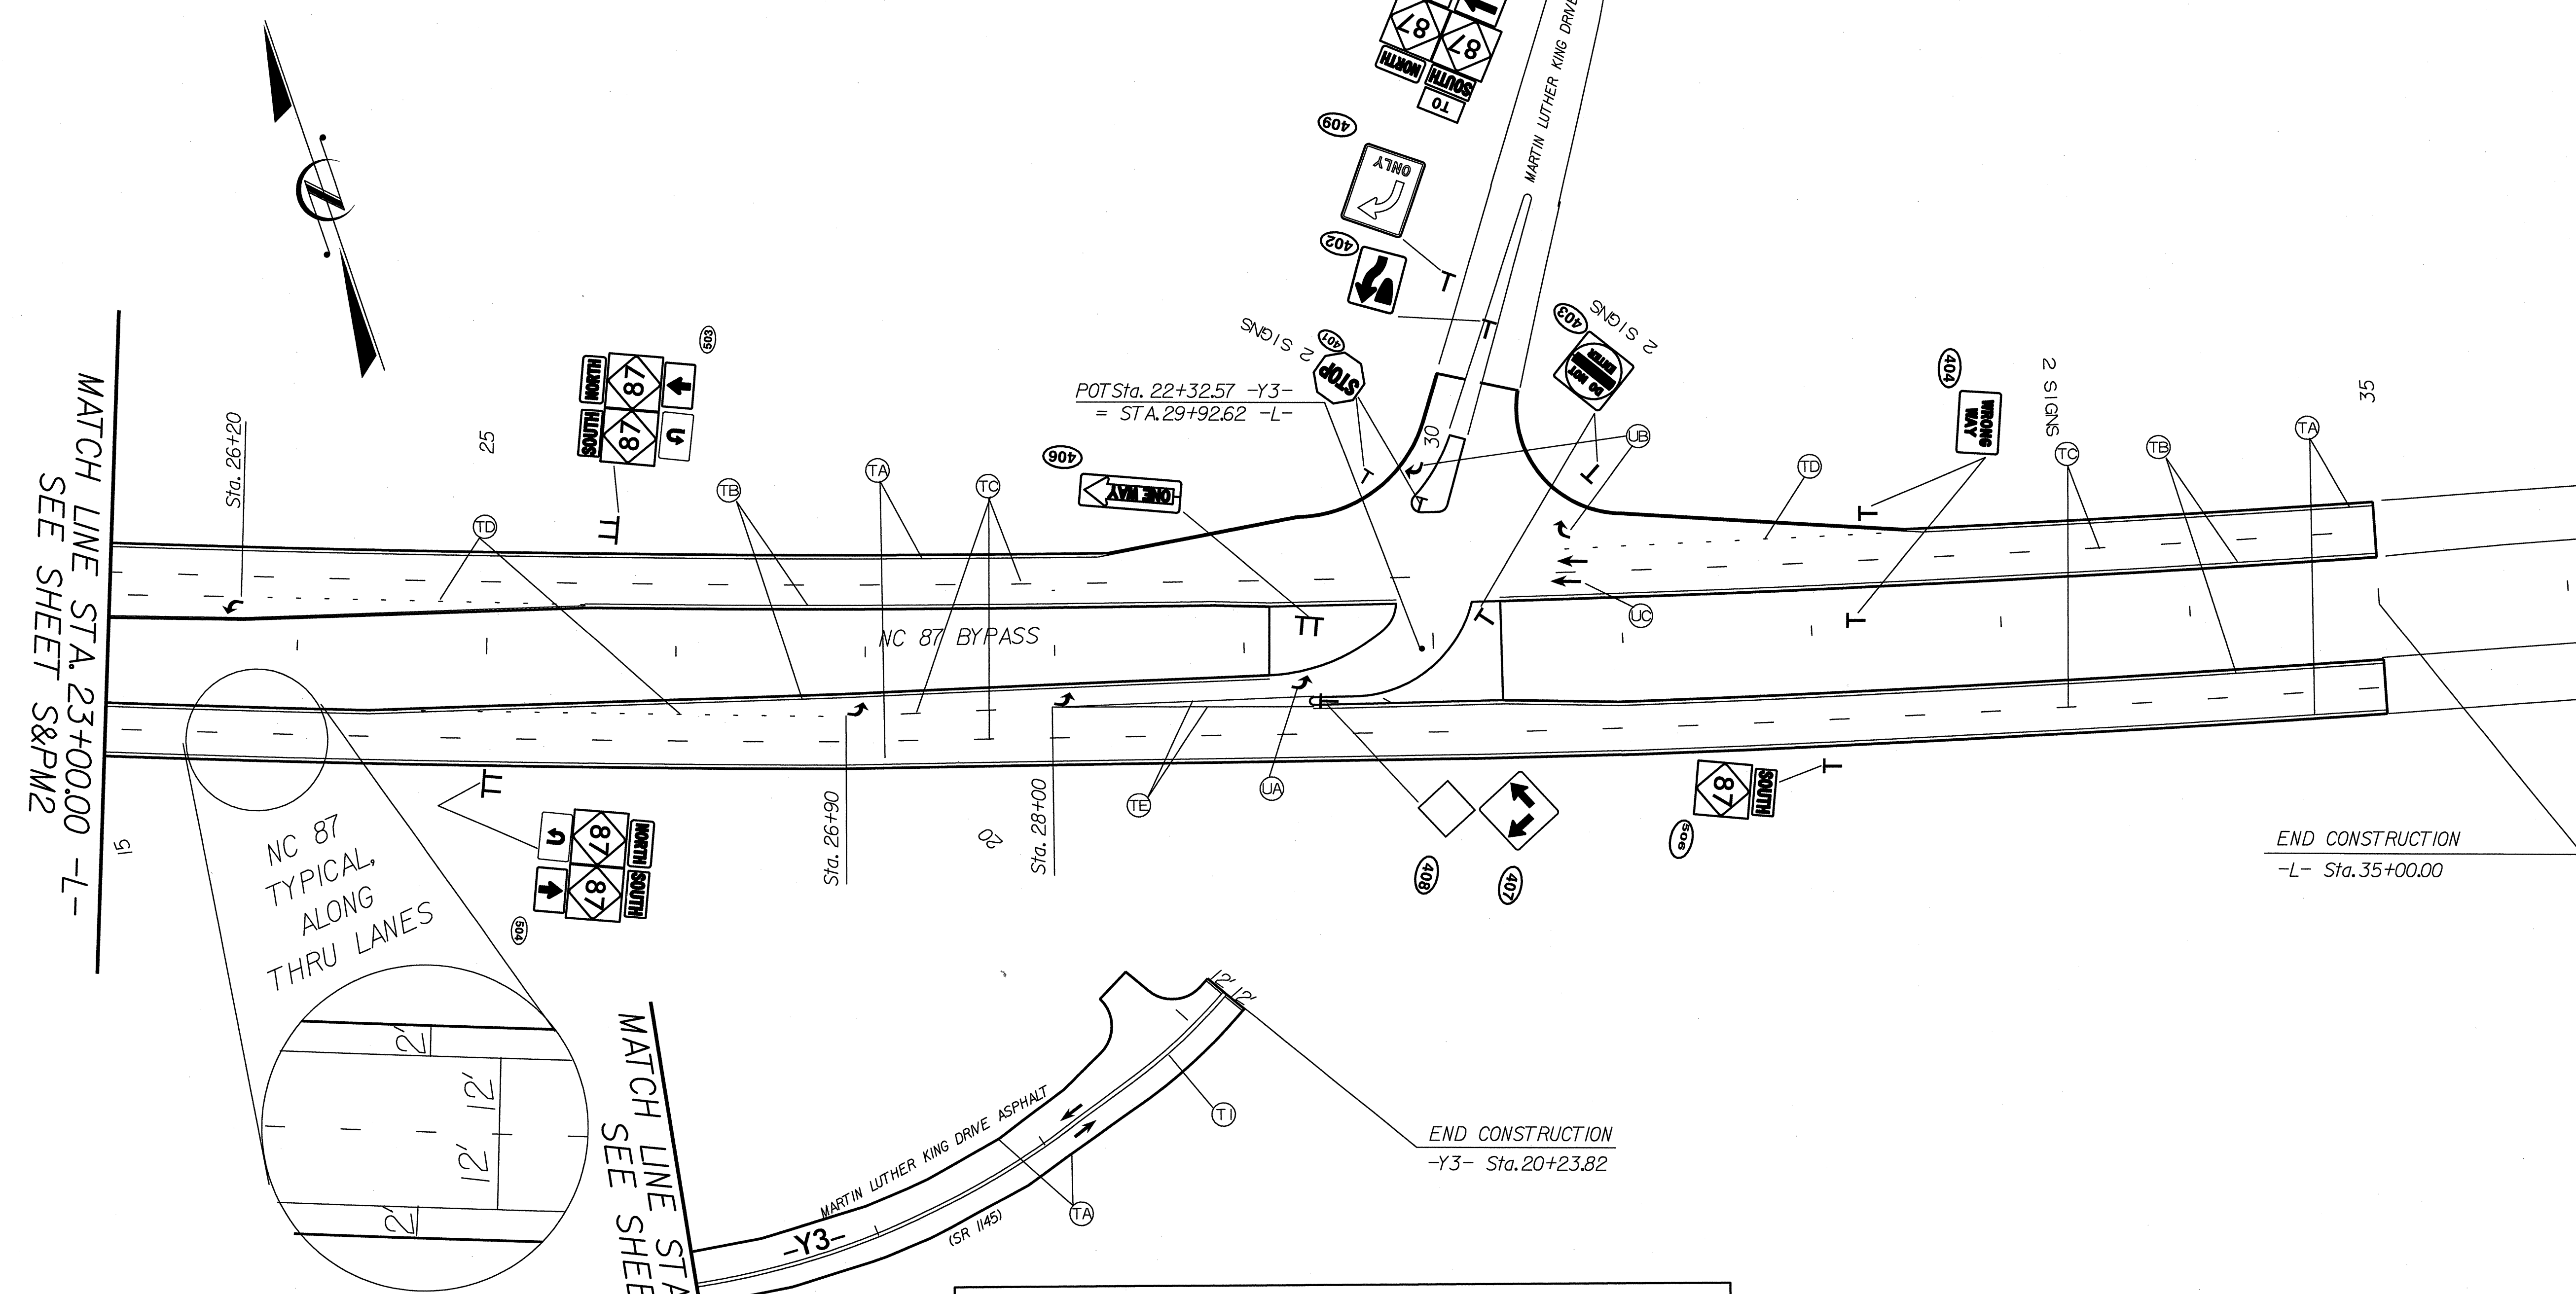 87
87
NORTH
SOUTH
TO
MARTIN LUTHER KING DRIVE
409
ONLY
402
2 SIGNS
401
STOP
403
2 SIGNS
DO NOT
ENTER
404
WRONG
WAY
2 SIGNS
35
503
NORTH
87
SOUTH
87
POT Sta. 22+32.57 -Y3-
= STA. 29+92.62 -L-
30
UB
406
ONE WAY
MATCH LINE STA. 23+00.00 -L-
SEE SHEET S&PM2
Sta. 26+20
25
TD
TB
TA
TC
TD
TC
TB
TA
UC
NC 87 BYPASS
15
Sta. 26+90
20
Sta. 28+00
TE
UA
408
407
506
87
SOUTH
NORTH
87
SOUTH
87
504
END CONSTRUCTION
-L- Sta. 35+00.00
NC 87
TYPICAL,
ALONG
THRU LANES
2'
12'
12'
2'
MATCH LINE STA
SEE SHEE
12'
12'
MARTIN LUTHER KING DRIVE ASPHALT
-Y3-
(SR 1145)
TA
TI
END CONSTRUCTION
-Y3- Sta. 20+23.82